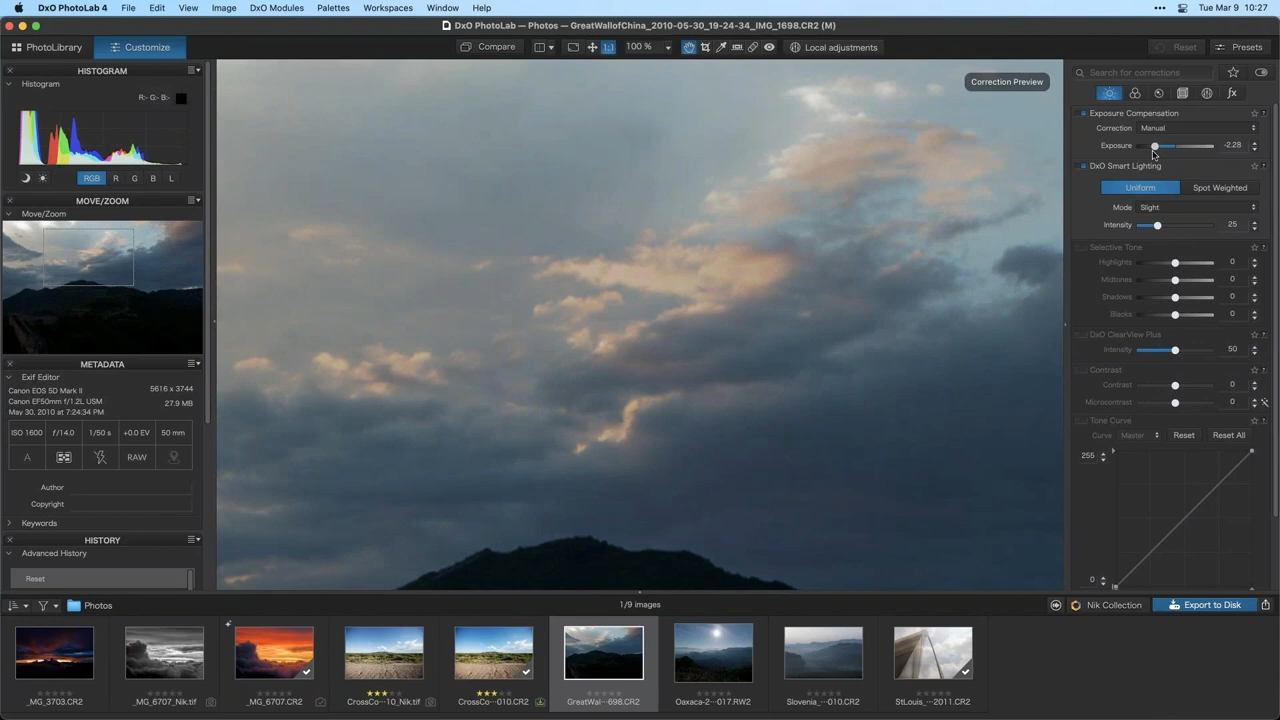 DxO PhotoLab 4 File Edit View Image DxO Modules Palettes Workspaces Window Help Tue Mar 9 10:27
DxO PhotoLab — Photos — GreatWallofChina_2010-05-30_19-24-34_IMG_1698.CR2 (M)
PhotoLibrary Customize Compare 1:1 100 % Local adjustments Reset Presets
HISTOGRAM
Histogram
R:- G:- B:-
RGB R G B L
MOVE/ZOOM
Move/Zoom
METADATA
Exif Editor
Canon EOS 5D Mark II 5616 x 3744
Canon EF50mm f/1.2L USM 27.9 MB
May 30, 2010 at 7:24:34 PM
ISO 1600 ƒ/14.0 1/50 s +0.0 EV 50 mm
A RAW
Author
Copyright
Keywords
HISTORY
Advanced History
Reset
Correction Preview
Search for corrections
fx
Exposure Compensation
Correction Manual
Exposure -2.28
DxO Smart Lighting
Uniform Spot Weighted
Mode Slight
Intensity 25
Selective Tone
Highlights 0
Midtones 0
Shadows 0
Blacks 0
DxO ClearView Plus
Intensity 50
Contrast
Contrast 0
Microcontrast 0
Tone Curve
Curve Master Reset Reset All
255
0
Photos 1/9 images Nik Collection Export to Disk
_MG_3703.CR2 _MG_6707_Nik.tif _MG_6707.CR2 CrossCo···10_Nik.tif CrossCo···010.CR2 GreatWal···698.CR2 Oaxaca-2···017.RW2 Slovenia_···010.CR2 StLouis_···2011.CR2